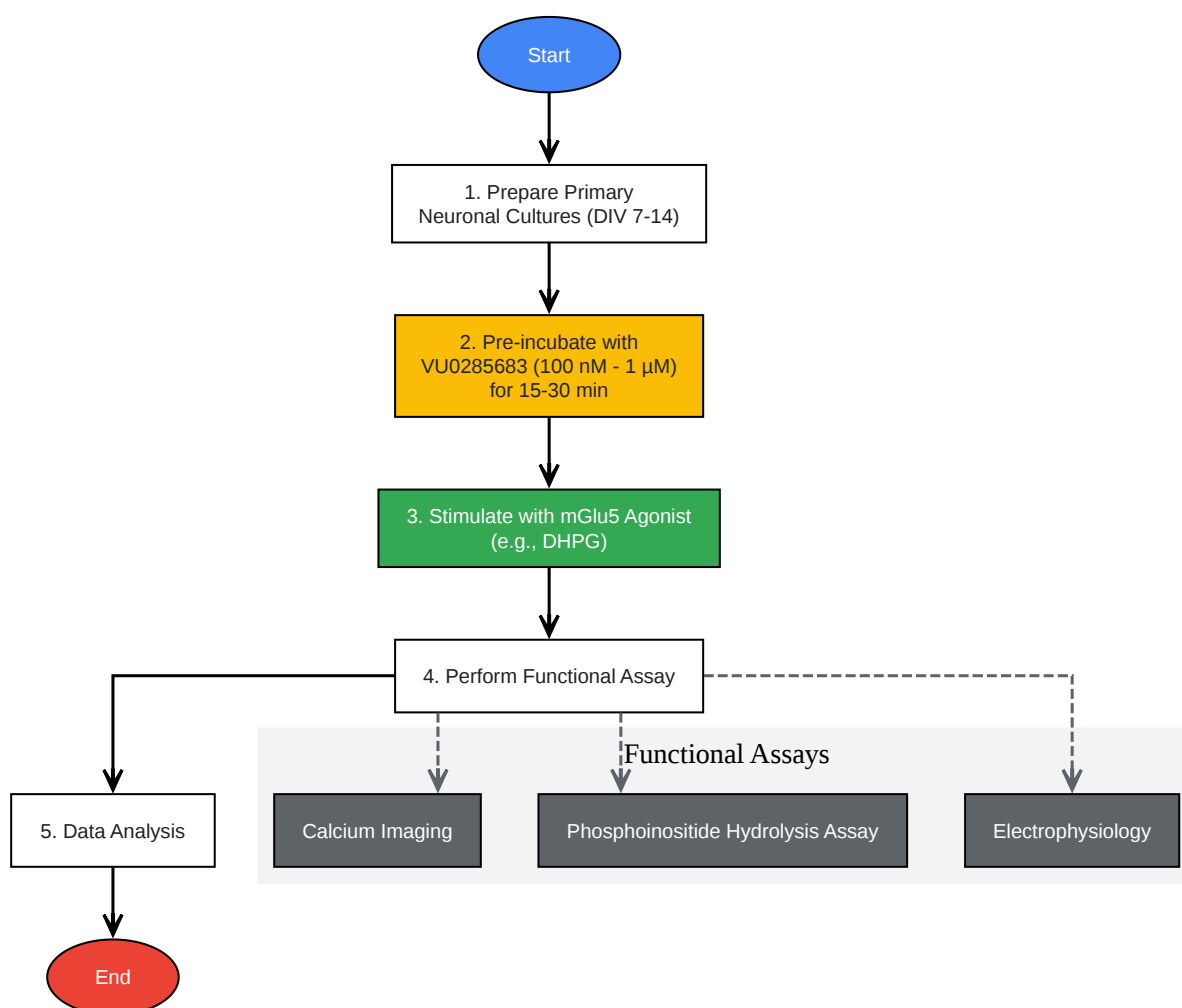 Start
1. Prepare Primary
Neuronal Cultures (DIV 7-14)
2. Pre-incubate with
VU0285683 (100 nM - 1 µM)
for 15-30 min
3. Stimulate with mGlu5 Agonist
(e.g., DHPG)
4. Perform Functional Assay
Functional Assays
5. Data Analysis
Calcium Imaging
Phosphoinositide Hydrolysis Assay
Electrophysiology
End